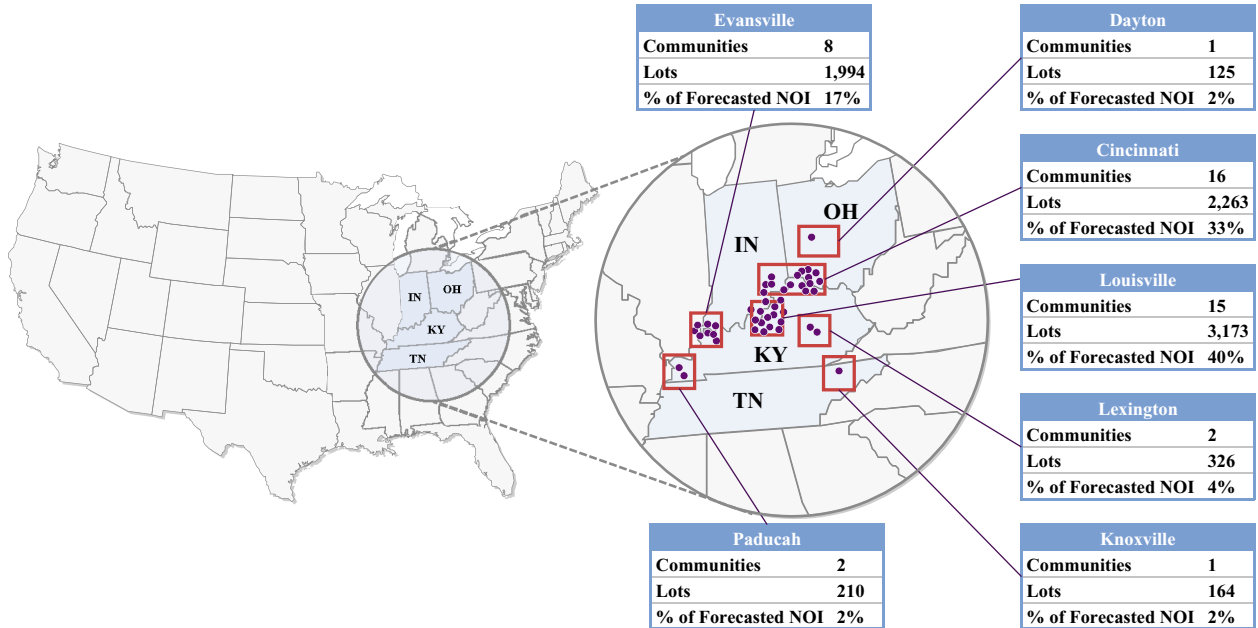 Evansville
Communities 8
Lots 1,994
% of Forecasted NOI 17%
Dayton
Communities 1
Lots 125
% of Forecasted NOI 2%
Cincinnati
Communities 16
Lots 2,263
% of Forecasted NOI 33%
Louisville
Communities 15
Lots 3,173
% of Forecasted NOI 40%
Lexington
Communities 2
Lots 326
% of Forecasted NOI 4%
Knoxville
Communities 1
Lots 164
% of Forecasted NOI 2%
Paducah
Communities 2
Lots 210
% of Forecasted NOI 2%
IN
OH
KY
TN
OH
IN
KY
TN